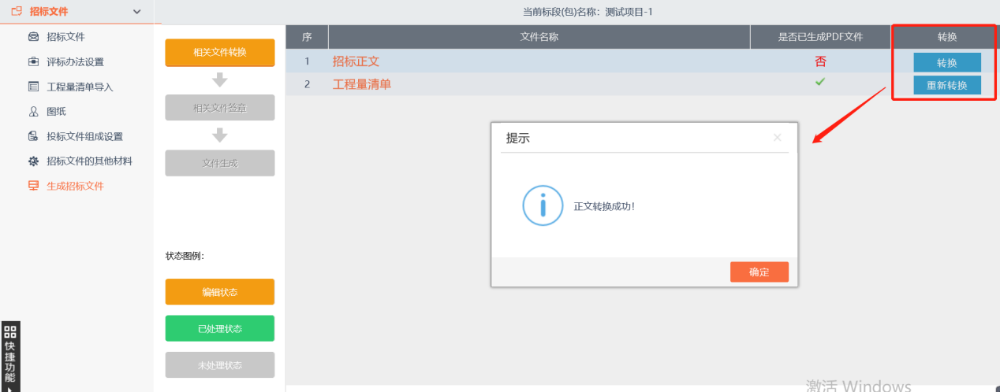 招标文件
当前标段(包)名称：测试项目-1
招标文件
评标办法设置
工程量清单导入
图纸
投标文件组成设置
招标文件的其他材料
生成招标文件
快捷功能
相关文件转换
相关文件签章
文件生成
状态图例：
编辑状态
已处理状态
未处理状态
序 文件名称 是否已生成PDF文件 转换
1 招标正文 否 转换
2 工程量清单 重新转换
提示
正文转换成功！
确定
激活 Windows